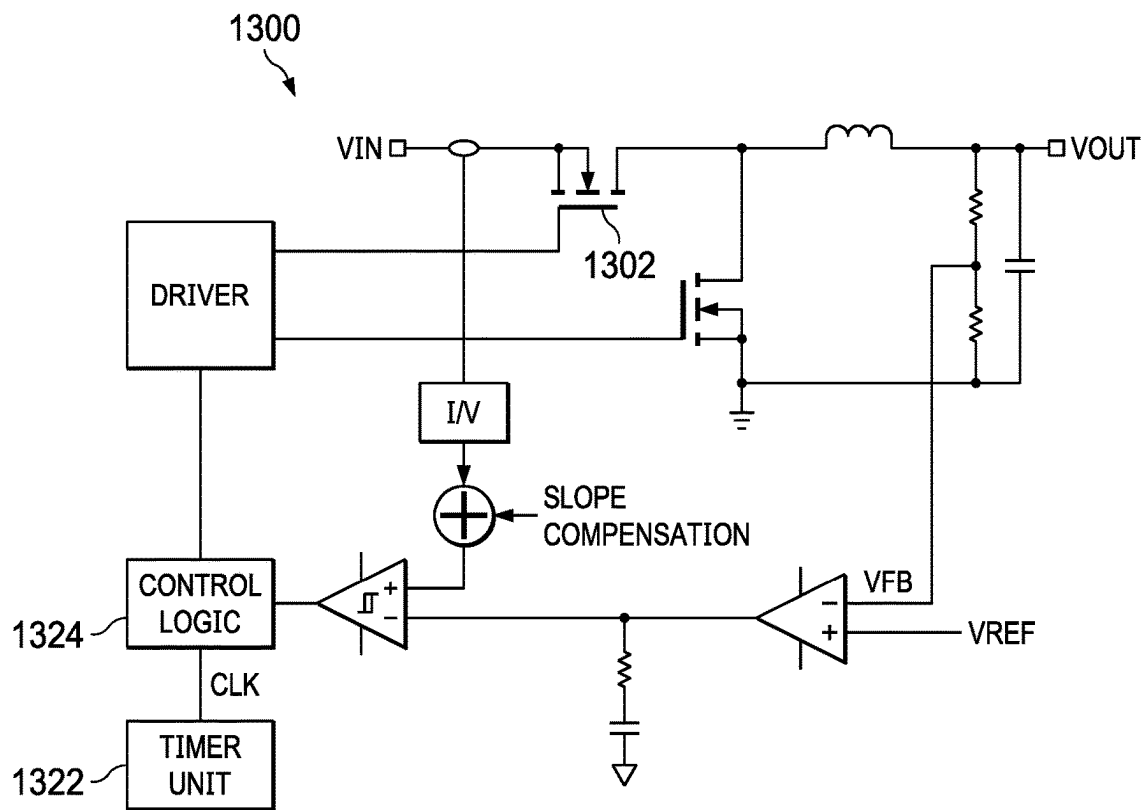 1300
VIN
VOUT
1302
DRIVER
I/V
SLOPE
COMPENSATION
CONTROL
LOGIC
1324
+
−
VFB
−
+
VREF
CLK
TIMER
UNIT
1322